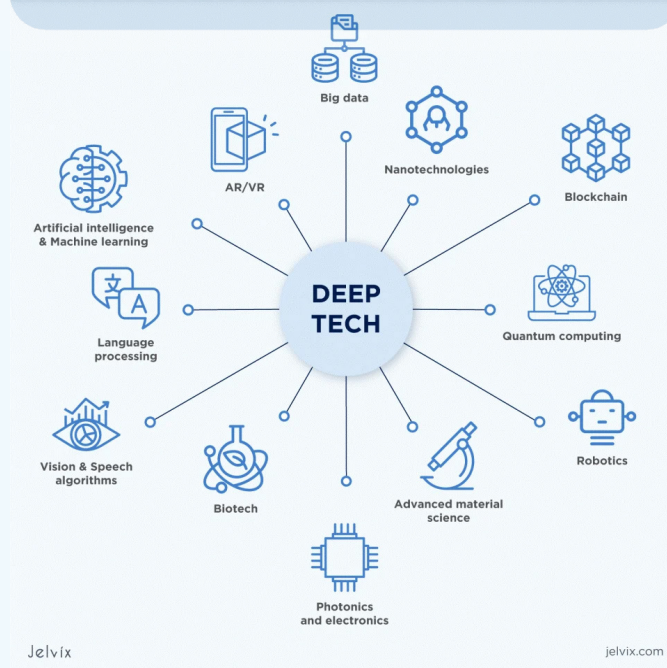 Big data
Nanotechnologies
AR/VR
Blockchain
Artificial intelligence
& Machine learning
DEEP
TECH
文
A
Language
processing
Quantum computing
Vision & Speech
algorithms
Biotech
Advanced material
science
Robotics
Photonics
and electronics
Jelvix
jelvix.com